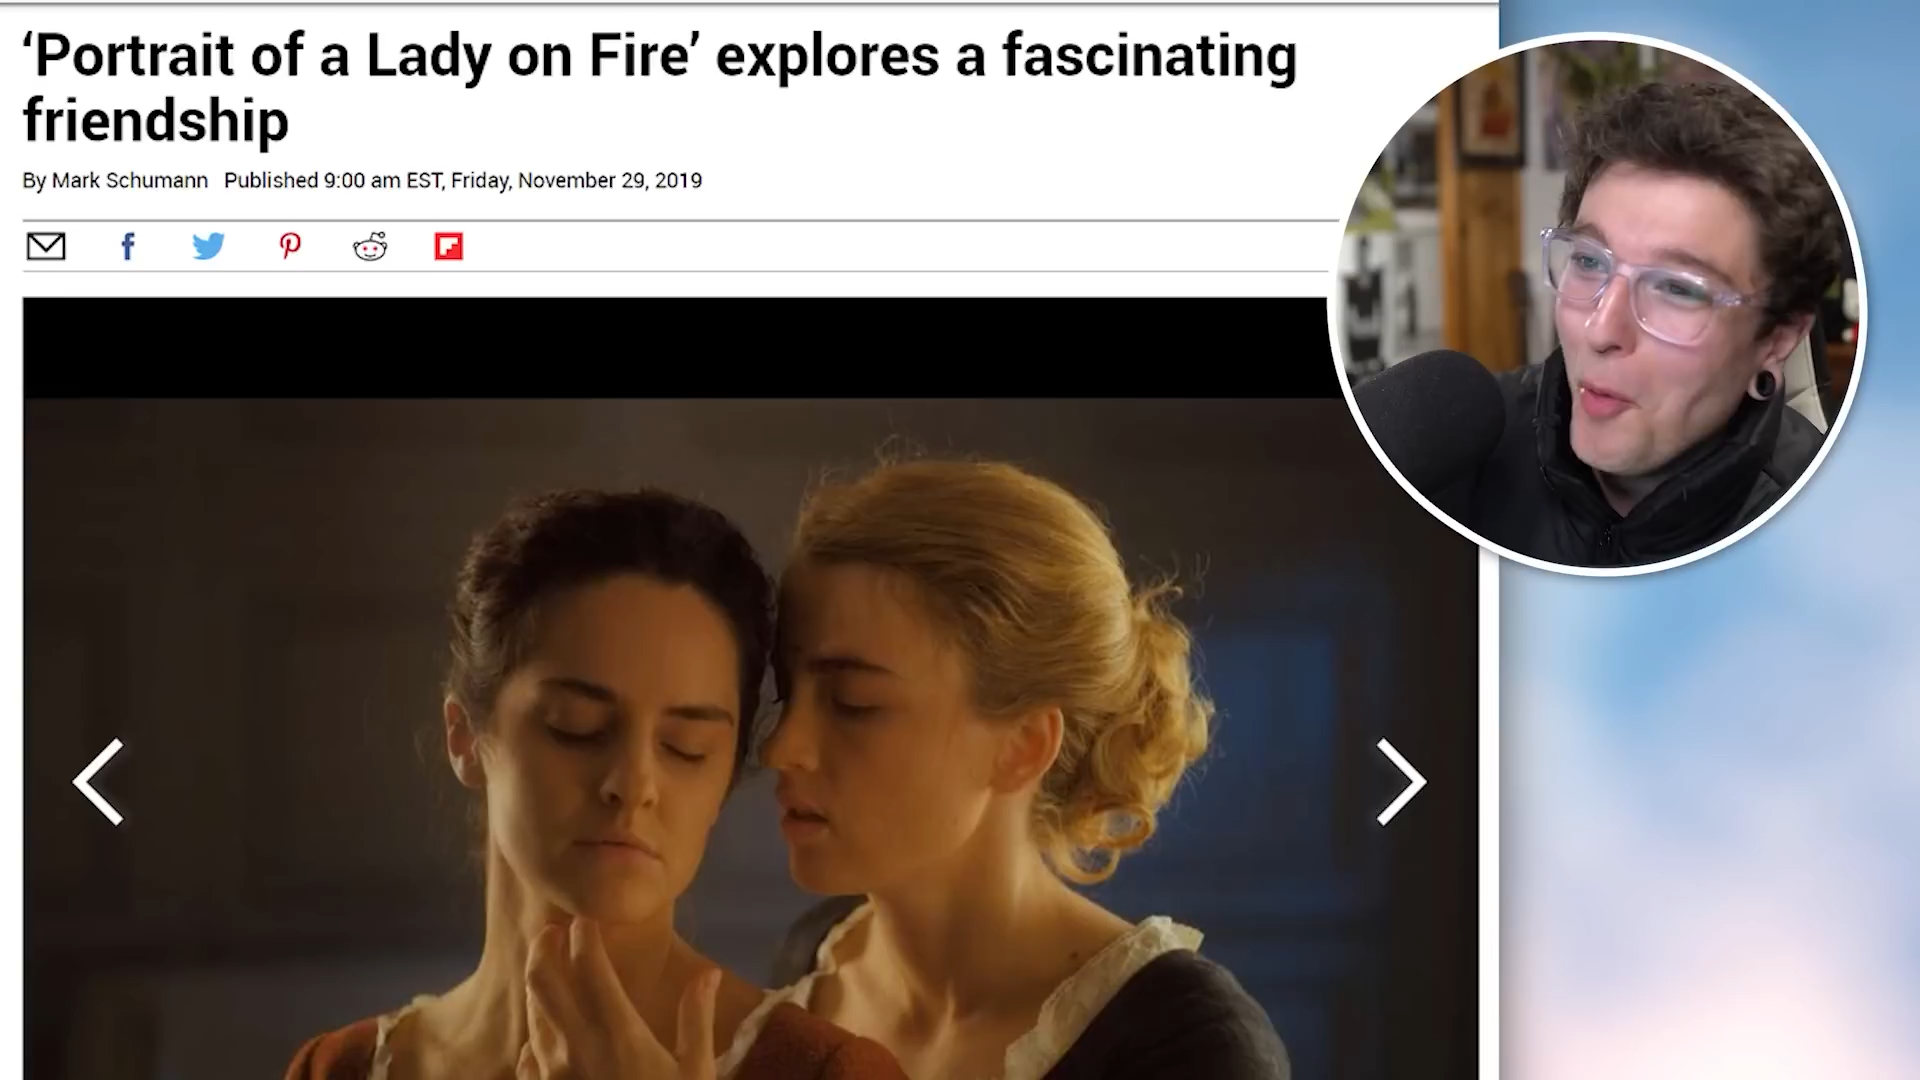 ‘Portrait of a Lady on Fire’ explores a fascinating
friendship
By Mark Schumann Published 9:00 am EST, Friday, November 29, 2019